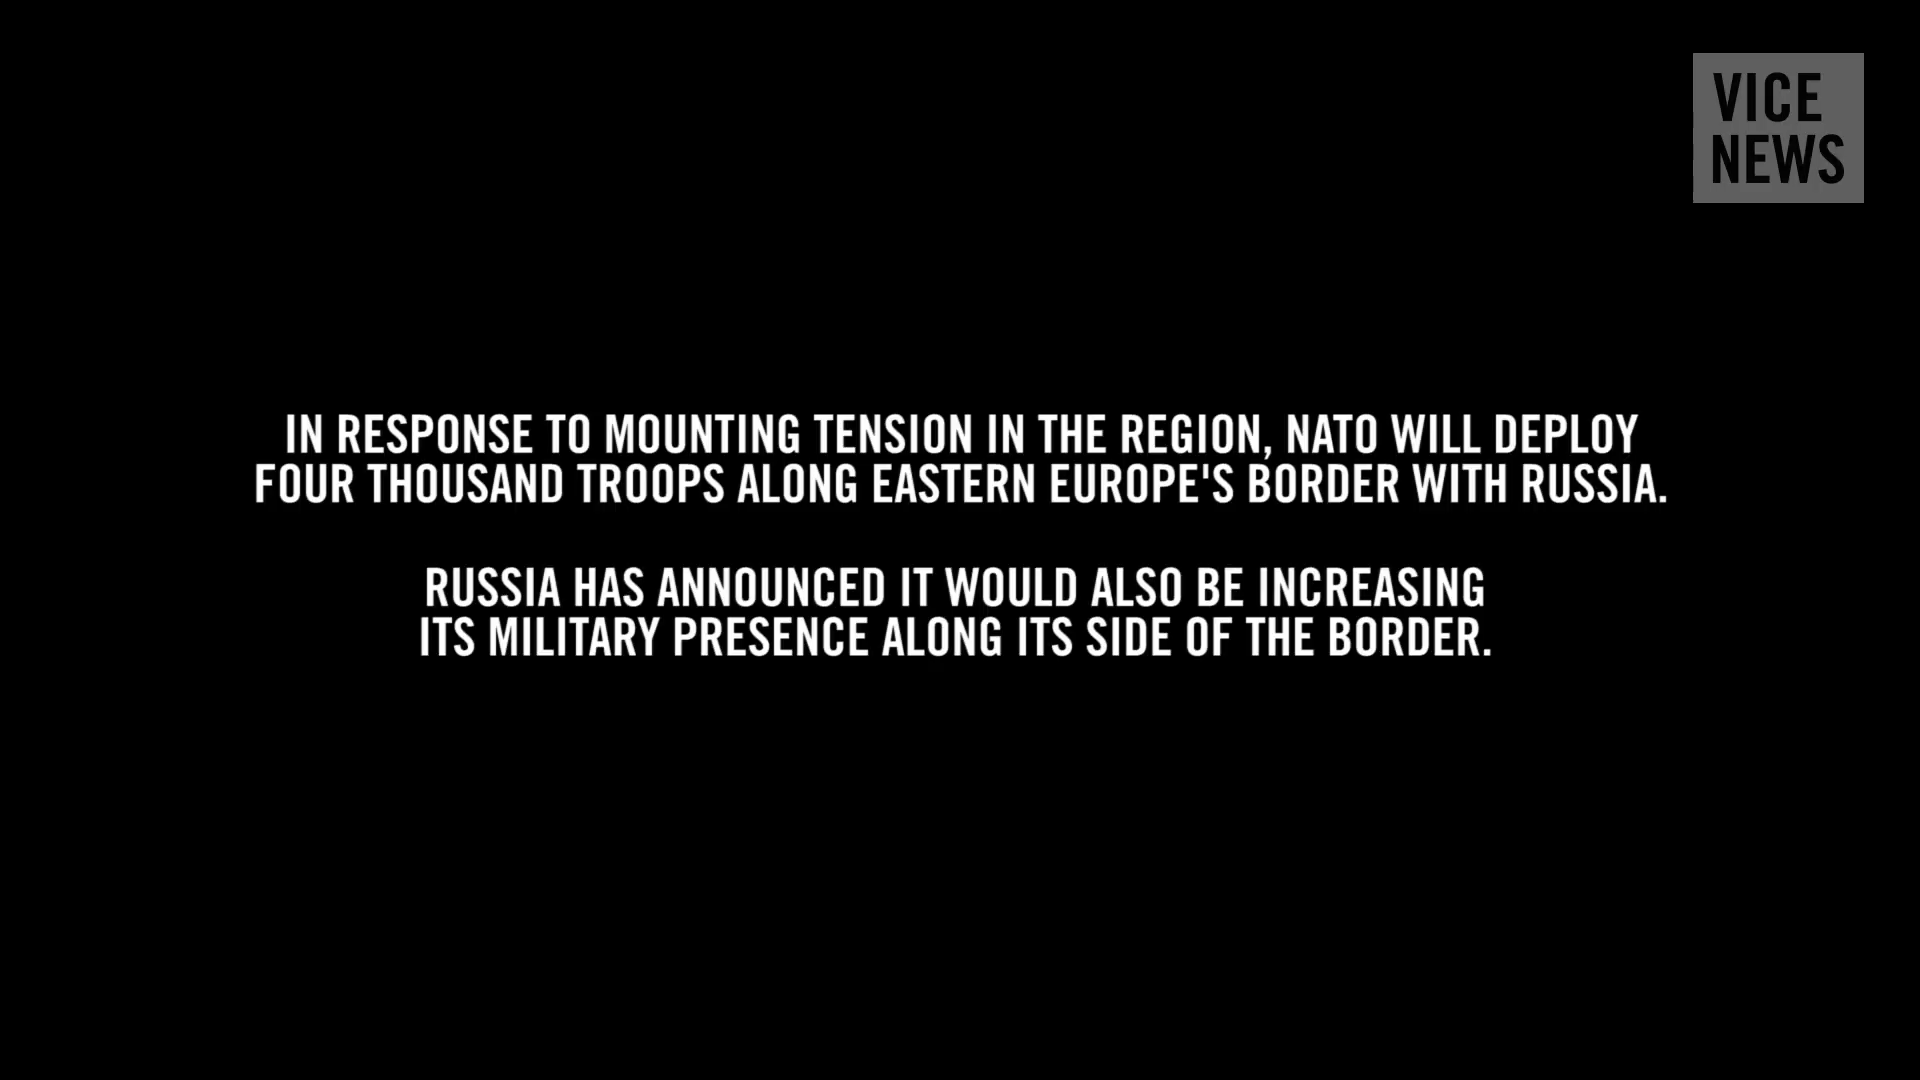 VICE
NEWS
IN RESPONSE TO MOUNTING TENSION IN THE REGION, NATO WILL DEPLOY
FOUR THOUSAND TROOPS ALONG EASTERN EUROPE'S BORDER WITH RUSSIA.
RUSSIA HAS ANNOUNCED IT WOULD ALSO BE INCREASING
ITS MILITARY PRESENCE ALONG ITS SIDE OF THE BORDER.